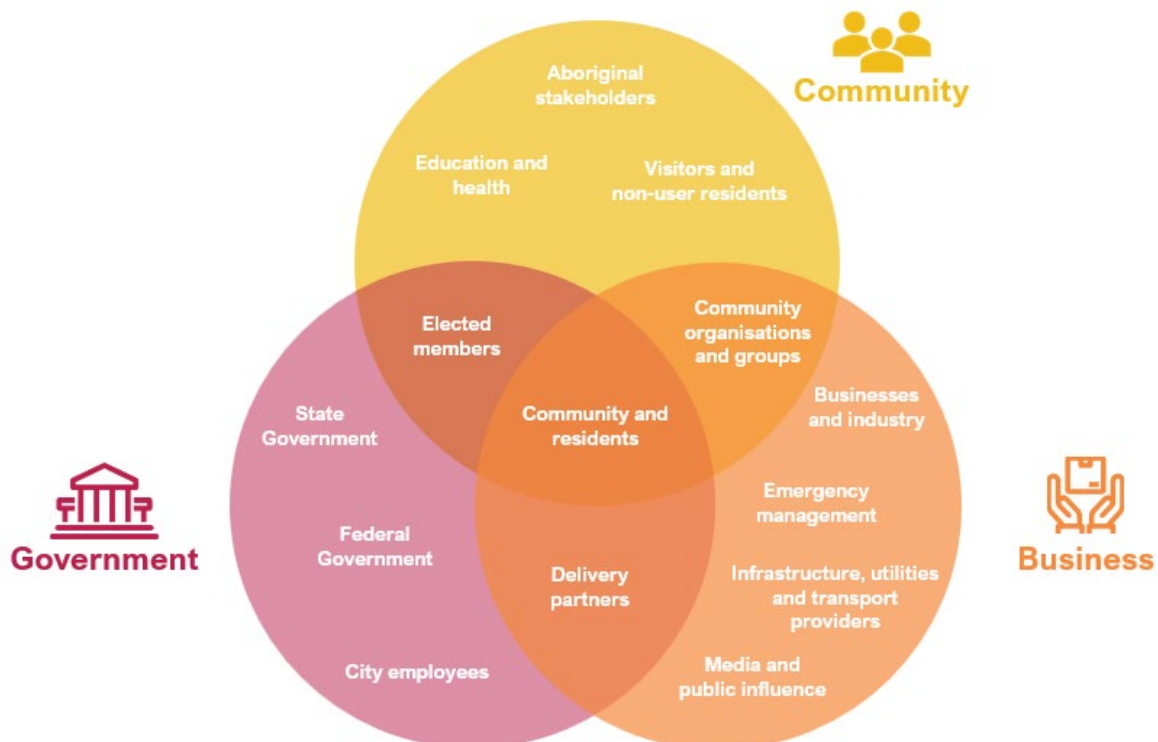 Community
Aboriginal
stakeholders
Education and
health
Visitors and
non-user residents
Elected
members
Community
organisations
and groups
State
Government
Community and
residents
Businesses
and industry
Government
Federal
Government
Emergency
management
Business
Delivery
partners
Infrastructure, utilities
and transport
providers
City employees
Media and
public influence